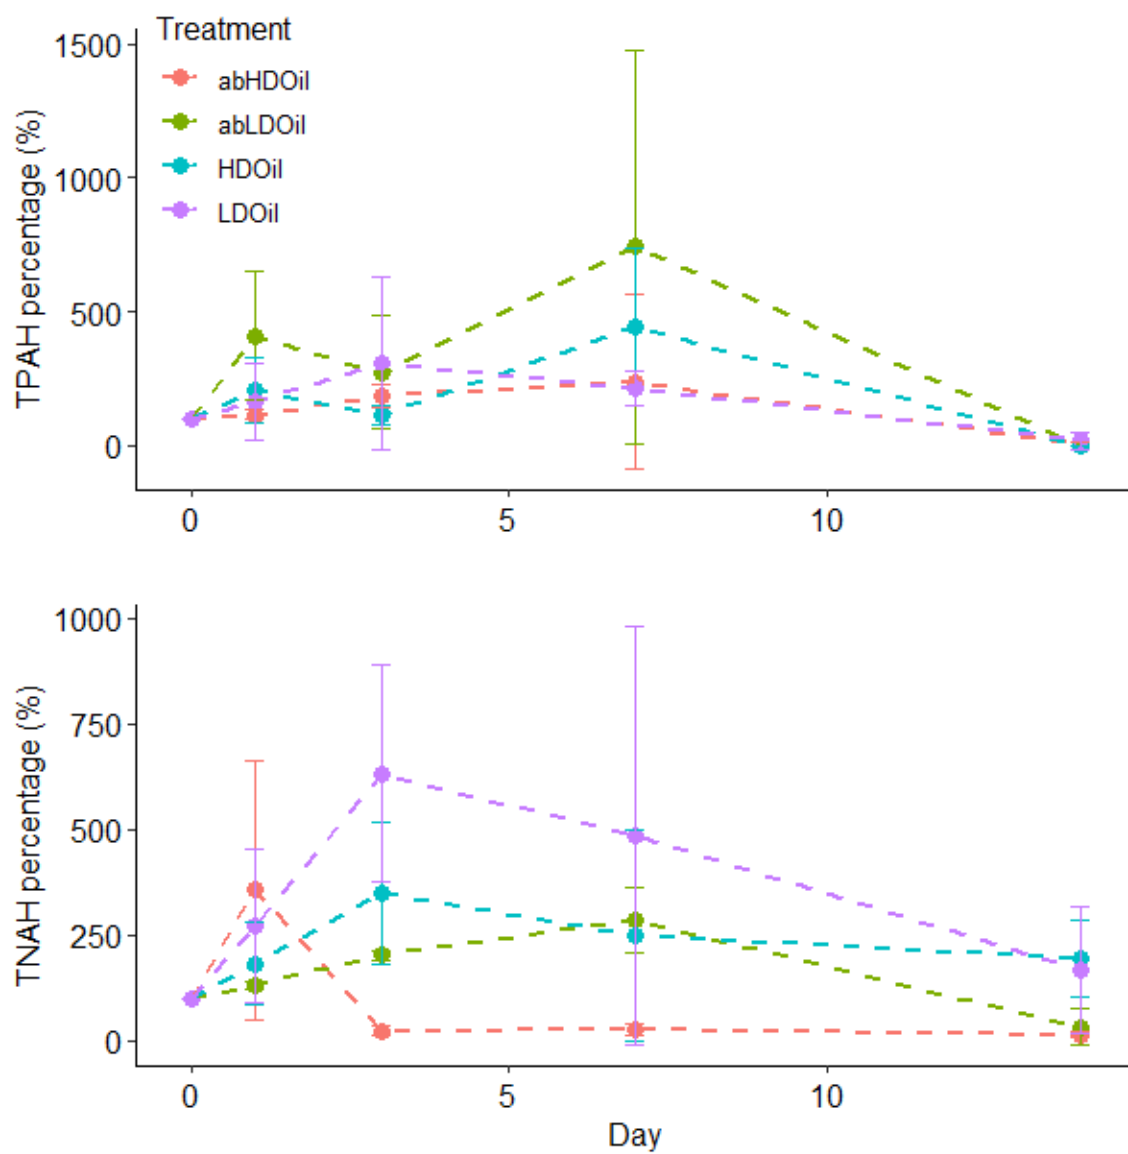 Treatment
abHDOil
abLDOil
HDOil
LDOil
TPAH percentage (%)
1500
1000
500
0
0 5 10
TNAH percentage (%)
1000
750
500
250
0
0 5 10
Day